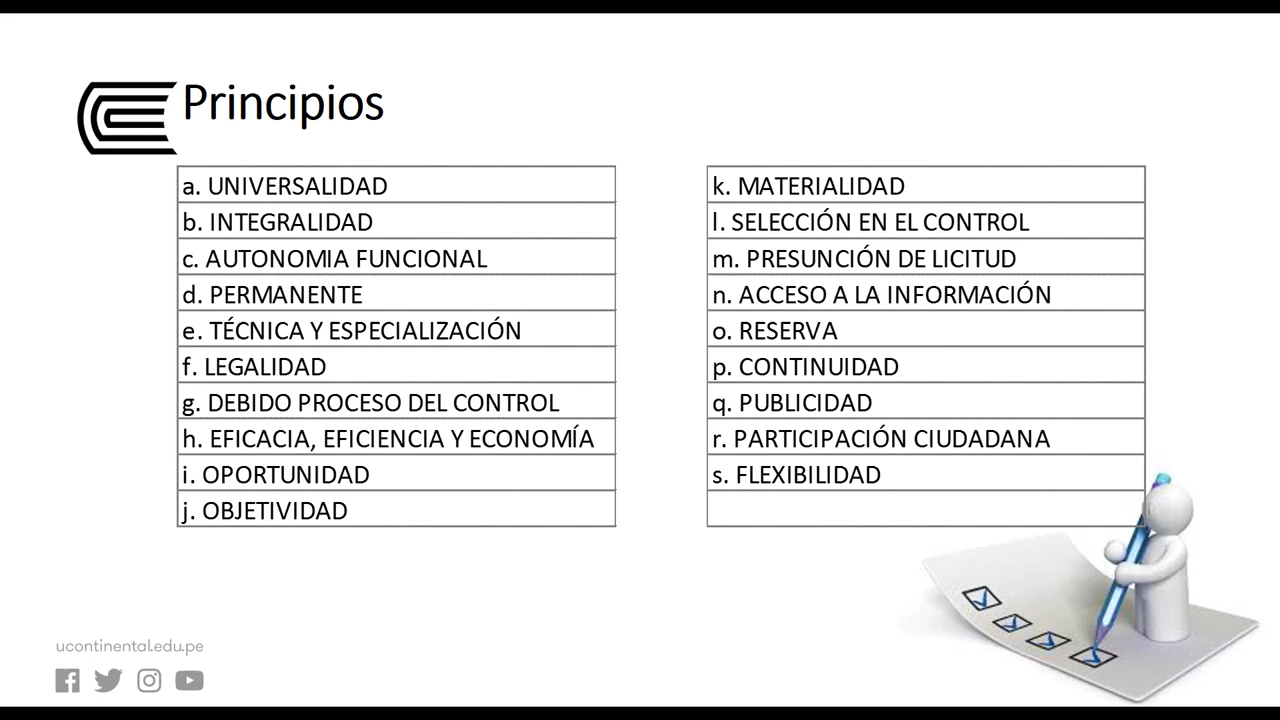 Principios
a. UNIVERSALIDAD
b. INTEGRALIDAD
c. AUTONOMIA FUNCIONAL
d. PERMANENTE
e. TÉCNICA Y ESPECIALIZACIÓN
f. LEGALIDAD
g. DEBIDO PROCESO DEL CONTROL
h. EFICACIA, EFICIENCIA Y ECONOMÍA
i. OPORTUNIDAD
j. OBJETIVIDAD
k. MATERIALIDAD
l. SELECCIÓN EN EL CONTROL
m. PRESUNCIÓN DE LICITUD
n. ACCESO A LA INFORMACIÓN
o. RESERVA
p. CONTINUIDAD
q. PUBLICIDAD
r. PARTICIPACIÓN CIUDADANA
s. FLEXIBILIDAD
ucontinental.edu.pe